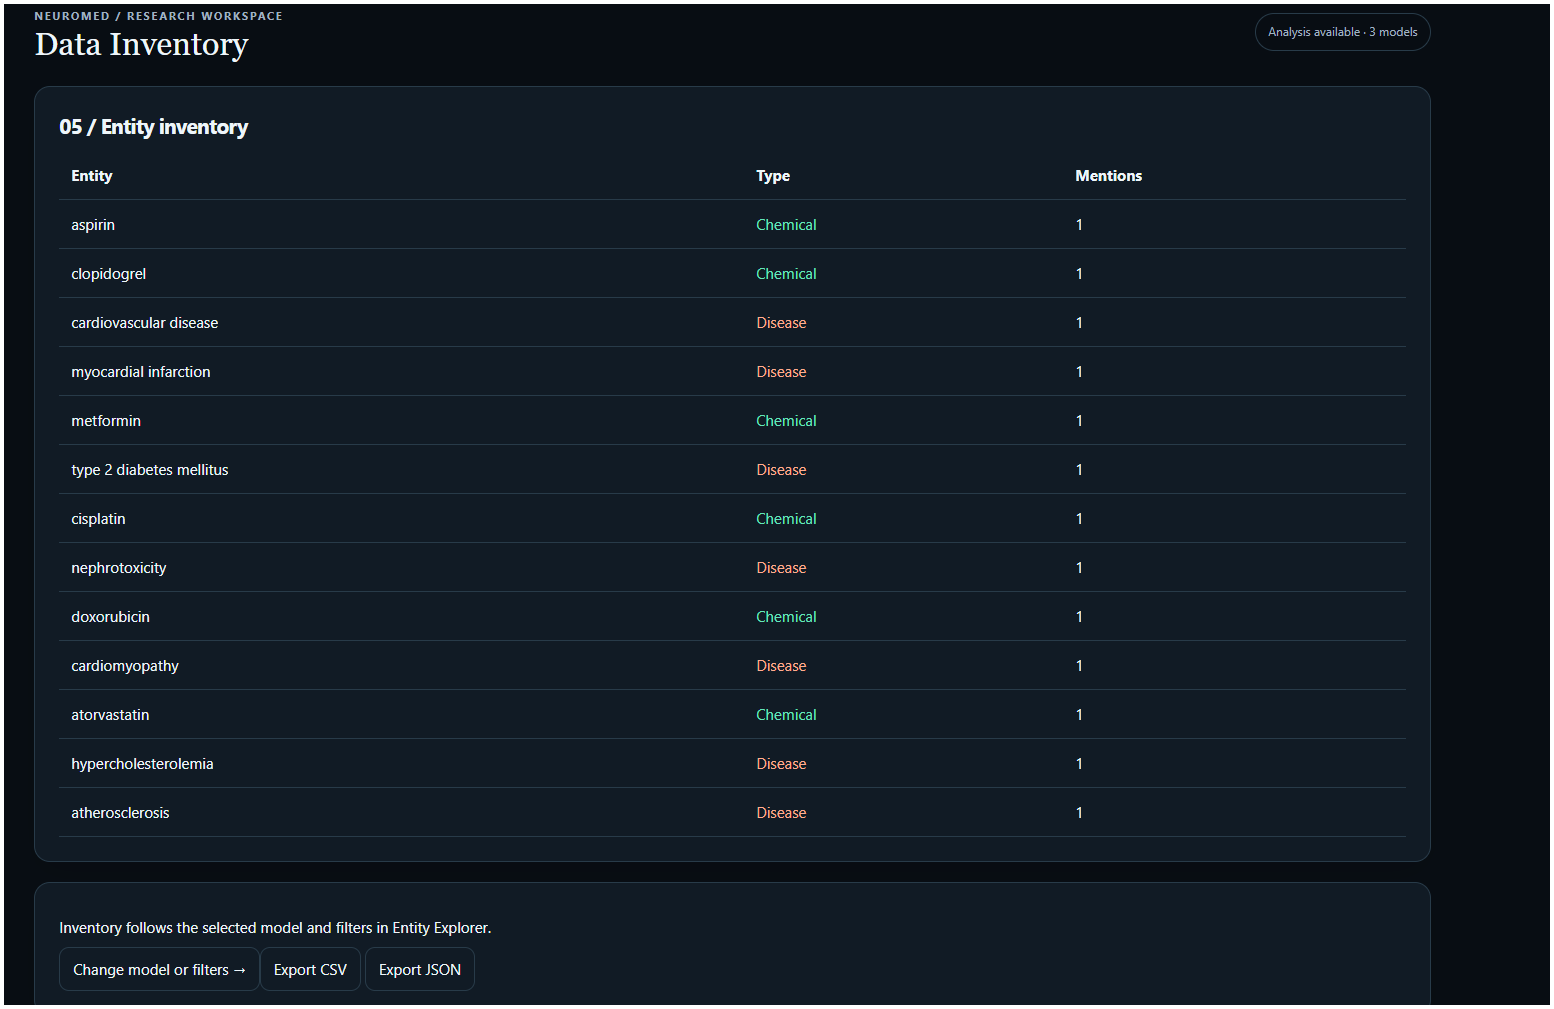 NEUROMED / RESEARCH WORKSPACE
Data Inventory
Analysis available · 3 models
05 / Entity inventory
Entity Type Mentions
aspirin Chemical 1
clopidogrel Chemical 1
cardiovascular disease Disease 1
myocardial infarction Disease 1
metformin Chemical 1
type 2 diabetes mellitus Disease 1
cisplatin Chemical 1
nephrotoxicity Disease 1
doxorubicin Chemical 1
cardiomyopathy Disease 1
atorvastatin Chemical 1
hypercholesterolemia Disease 1
atherosclerosis Disease 1
Inventory follows the selected model and filters in Entity Explorer.
Change model or filters → Export CSV Export JSON